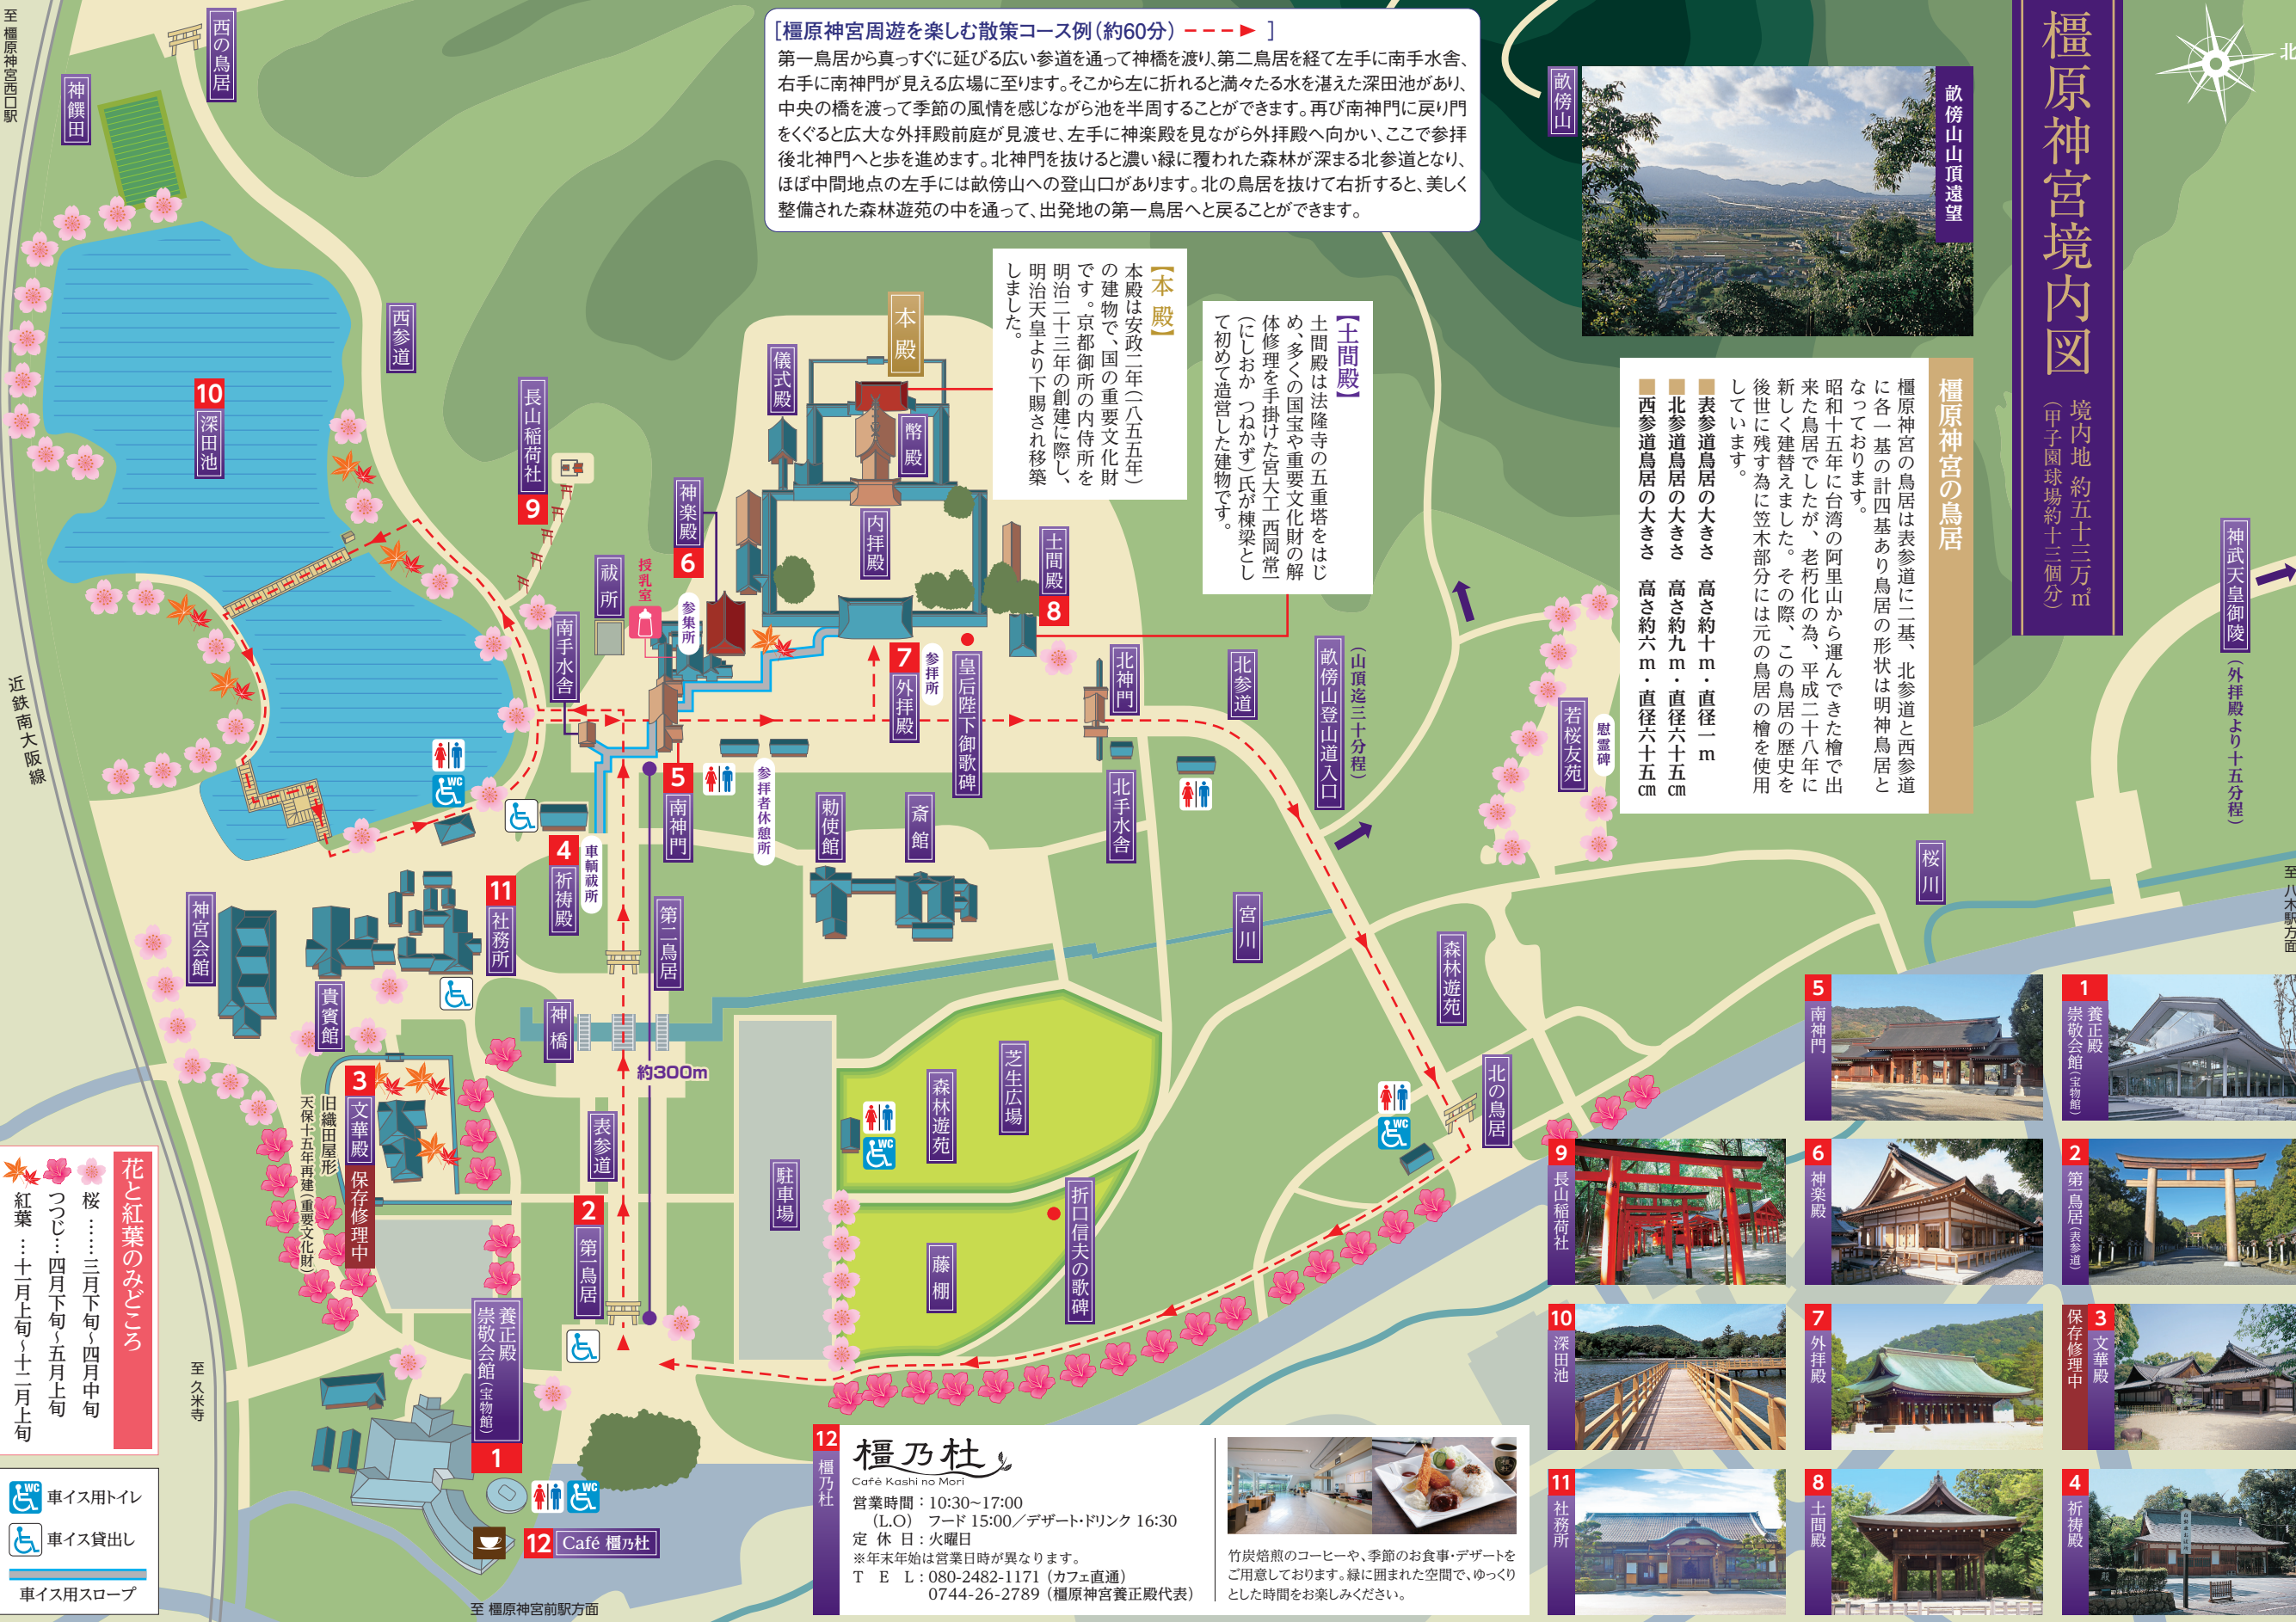 橿原神宮境内図
境内地 約五十三万㎡
(甲子園球場約十三個分)
北
[橿原神宮周遊を楽しむ散策コース例(約60分) ]
第一鳥居から真っすぐに延びる広い参道を通って神橋を渡り、第二鳥居を経て左手に南手水舎、
右手に南神門が見える広場に至ります。そこから左に折れると満々たる水を湛えた深田池があり、
中央の橋を渡って季節の風情を感じながら池を半周することができます。再び南神門に戻り門
をくぐると広大な外拝殿前庭が見渡せ、左手に神楽殿を見ながら外拝殿へ向かい、ここで参拝
後北神門へと歩を進めます。北神門を抜けると濃い緑に覆われた森林が深まる北参道となり、
ほぼ中間地点の左手には畝傍山への登山口があります。北の鳥居を抜けて右折すると、美しく
整備された森林遊苑の中を通って、出発地の第一鳥居へと戻ることができます。
畝傍山
畝傍山山頂遠望
橿原神宮の鳥居
橿原神宮の鳥居は表参道に二基、北参道と西参道
に各一基の計四基あり鳥居の形状は明神鳥居と
なっております。
昭和十五年に台湾の阿里山から運んできた檜で出
来た鳥居でしたが、老朽化の為、平成二十八年に
新しく建替えました。その際、この鳥居の歴史を
後世に残す為に笠木部分には元の鳥居の檜を使用
しています。
■表参道鳥居の大きさ 高さ約十m・直径一m
■北参道鳥居の大きさ 高さ約九m・直径六十五㎝
■西参道鳥居の大きさ 高さ約六m・直径六十五㎝
【土間殿】
土間殿は法隆寺の五重塔をはじ
め、多くの国宝や重要文化財の解
体修理を手掛けた宮大工 西岡常一
(にしおか つねかず)氏が棟梁とし
て初めて造営した建物です。
【本殿】
本殿は安政二年(一八五五年)
の建物で、国の重要文化財
です。京都御所の内侍所を
明治二十三年の創建に際し、
明治天皇より下賜され移築
しました。
至 橿原神宮西口駅
西の鳥居
神饌田
西参道
10 深田池
長山稲荷社 9
本殿
儀式殿
幣殿
内拝殿
神楽殿 6
祓所
授乳室
参集所
南手水舎
土間殿 8
7 外拝殿
参拝所
皇后陛下御歌碑
北神門
北参道
畝傍山登山道入口
(山頂迄三十分程)
若桜友苑
慰霊碑
神武天皇御陵
(外拝殿より十五分程)
近鉄南大阪線
WC
4 祈祷殿
車輌祓所
5 南神門
参拝者休憩所
勅使館
斎館
北手水舎
桜川
至 八木駅方面
宮川
森林遊苑
北の鳥居
WC
神宮会館
貴賓館
11 社務所
第二鳥居
神橋
約300m
表参道
3 文華殿 保存修理中
旧織田屋形
天保十五年再建(重要文化財)
2 第一鳥居
駐車場
森林遊苑
WC
芝生広場
藤棚
折口信夫の歌碑
養正殿
崇敬会館(宝物館)
1
WC
12 Café 橿乃杜
至 久米寺
至 橿原神宮前駅方面
花と紅葉のみどころ
桜……三月下旬~四月中旬
つつじ…四月下旬~五月上旬
紅葉…十一月上旬~十二月上旬
WC 車イス用トイレ
車イス貸出し
車イス用スロープ
12 橿乃杜
橿乃杜
Café Kashi no Mori
営業時間:10:30~17:00
(L.O) フード 15:00/デザート・ドリンク 16:30
定休日:火曜日
※年末年始は営業日時が異なります。
TEL:080-2482-1171(カフェ直通)
0744-26-2789(橿原神宮養正殿代表)
竹炭焙煎のコーヒーや、季節のお食事・デザートを
ご用意しております。緑に囲まれた空間で、ゆっくり
とした時間をお楽しみください。
1 養正殿
崇敬会館(宝物館)
2 第一鳥居(表参道)
3 文華殿
保存修理中
4 祈祷殿
5 南神門
6 神楽殿
7 外拝殿
8 土間殿
9 長山稲荷社
10 深田池
11 社務所